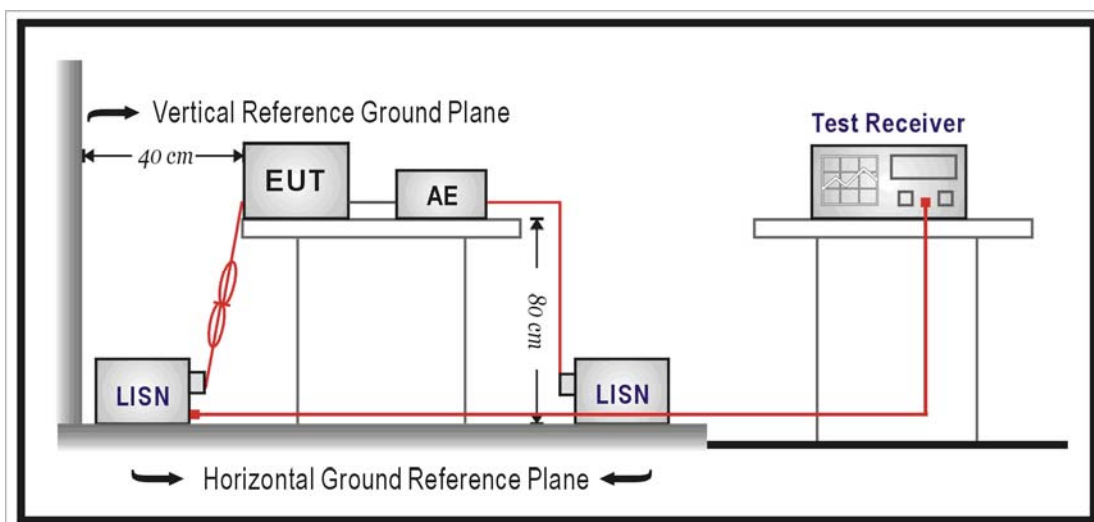 Vertical Reference Ground Plane
40 cm
Test Receiver
EUT
AE
80 cm
LISN
LISN
Horizontal Ground Reference Plane